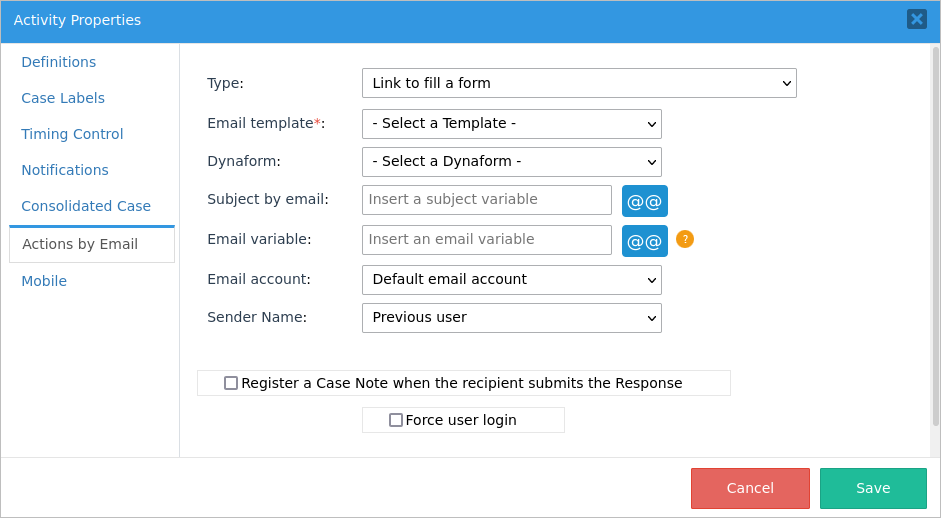 Activity Properties
Definitions
Case Labels
Timing Control
Notifications
Consolidated Case
Actions by Email
Mobile
Type: Link to fill a form
Email template*: - Select a Template -
Dynaform: - Select a Dynaform -
Subject by email: Insert a subject variable @@
Email variable: Insert an email variable @@ ?
Email account: Default email account
Sender Name: Previous user
Register a Case Note when the recipient submits the Response
Force user login
Cancel Save